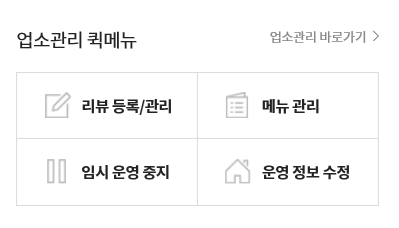 업소관리 퀵메뉴
업소관리 바로가기
리뷰 등록/관리
메뉴 관리
임시 운영 중지
운영 정보 수정